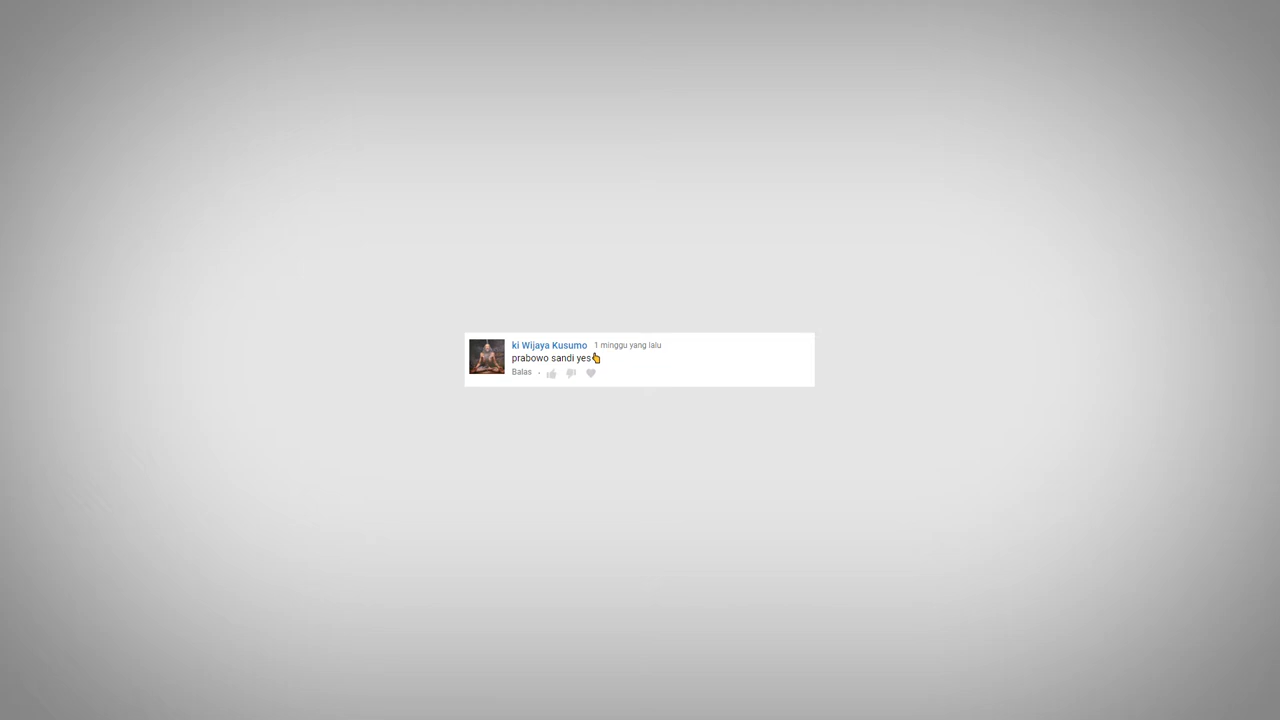 ki Wijaya Kusumo 1 minggu yang lalu
prabowo sandi yes👆
Balas ·